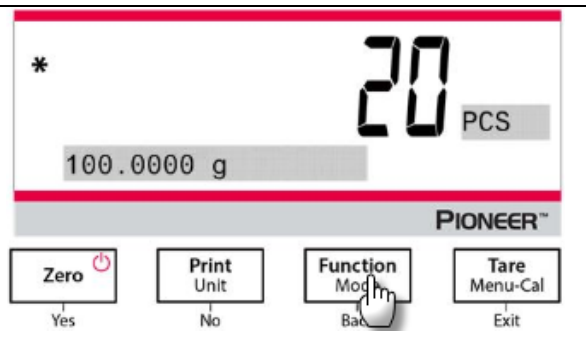 *
20 PCS
100.0000 g
PIONEER™
Zero Print Function Tare
Unit Menu-Cal
Yes No Exit